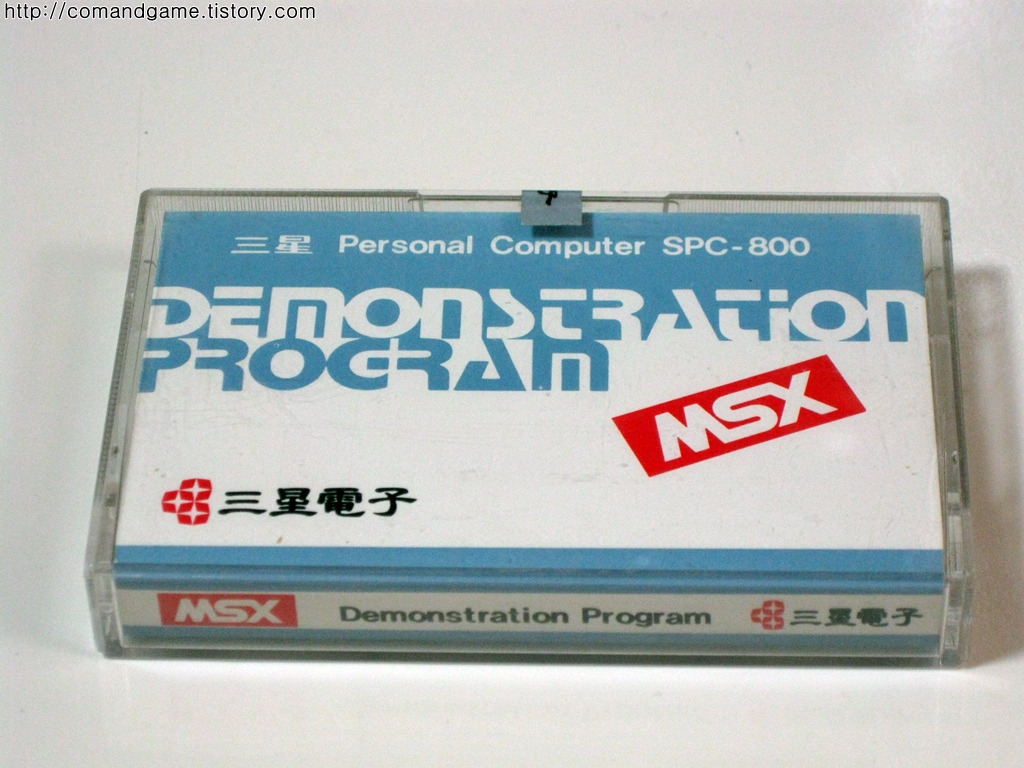 http://comandgame.tistory.com
三星 Personal Computer SPC-800
DEMONSTRATION
PROGRAM
MSX
三星電子
MSX Demonstration Program 三星電子